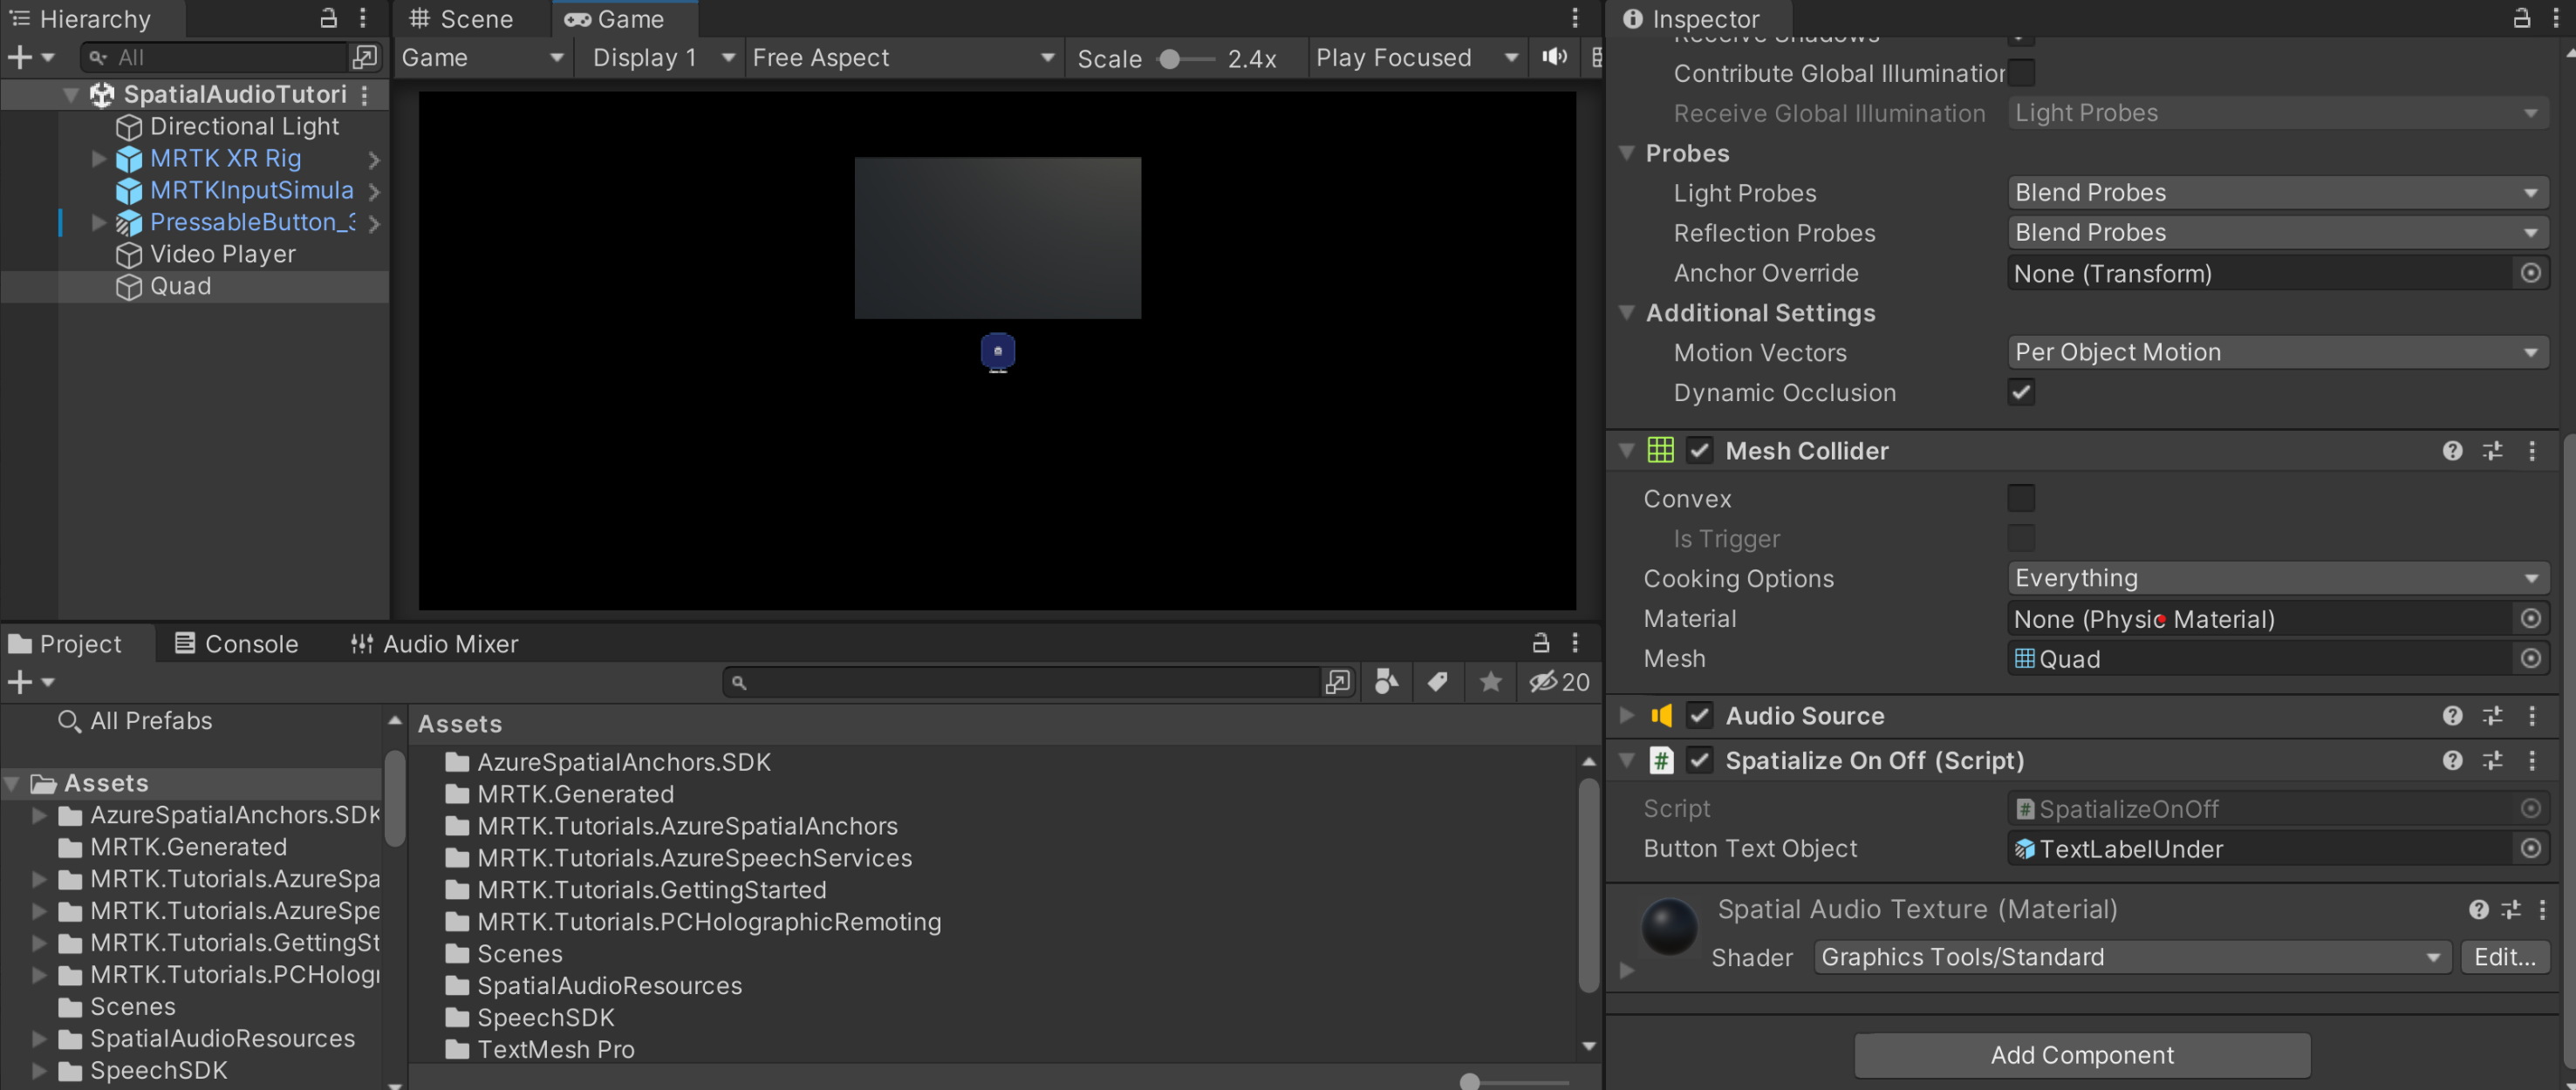 Hierarchy
All
SpatialAudioTutori
Directional Light
MRTK XR Rig
MRTKInputSimula
PressableButton_3
Video Player
Quad
Scene
Game
Game
Display 1
Free Aspect
Scale
2.4x
Play Focused
Project
Console
Audio Mixer
20
All Prefabs
Assets
AzureSpatialAnchors.SDK
MRTK.Generated
MRTK.Tutorials.AzureSpa
MRTK.Tutorials.AzureSpe
MRTK.Tutorials.GettingSt
MRTK.Tutorials.PCHologr
Scenes
SpatialAudioResources
SpeechSDK
Assets
AzureSpatialAnchors.SDK
MRTK.Generated
MRTK.Tutorials.AzureSpatialAnchors
MRTK.Tutorials.AzureSpeechServices
MRTK.Tutorials.GettingStarted
MRTK.Tutorials.PCHolographicRemoting
Scenes
SpatialAudioResources
SpeechSDK
TextMesh Pro
Inspector
Receive Shadows
Contribute Global Illumination
Receive Global Illumination
Light Probes
Probes
Light Probes
Blend Probes
Reflection Probes
Blend Probes
Anchor Override
None (Transform)
Additional Settings
Motion Vectors
Per Object Motion
Dynamic Occlusion
Mesh Collider
Convex
Is Trigger
Cooking Options
Everything
Material
None (Physic Material)
Mesh
Quad
Audio Source
Spatialize On Off (Script)
Script
SpatializeOnOff
Button Text Object
TextLabelUnder
Spatial Audio Texture (Material)
Shader
Graphics Tools/Standard
Edit...
Add Component